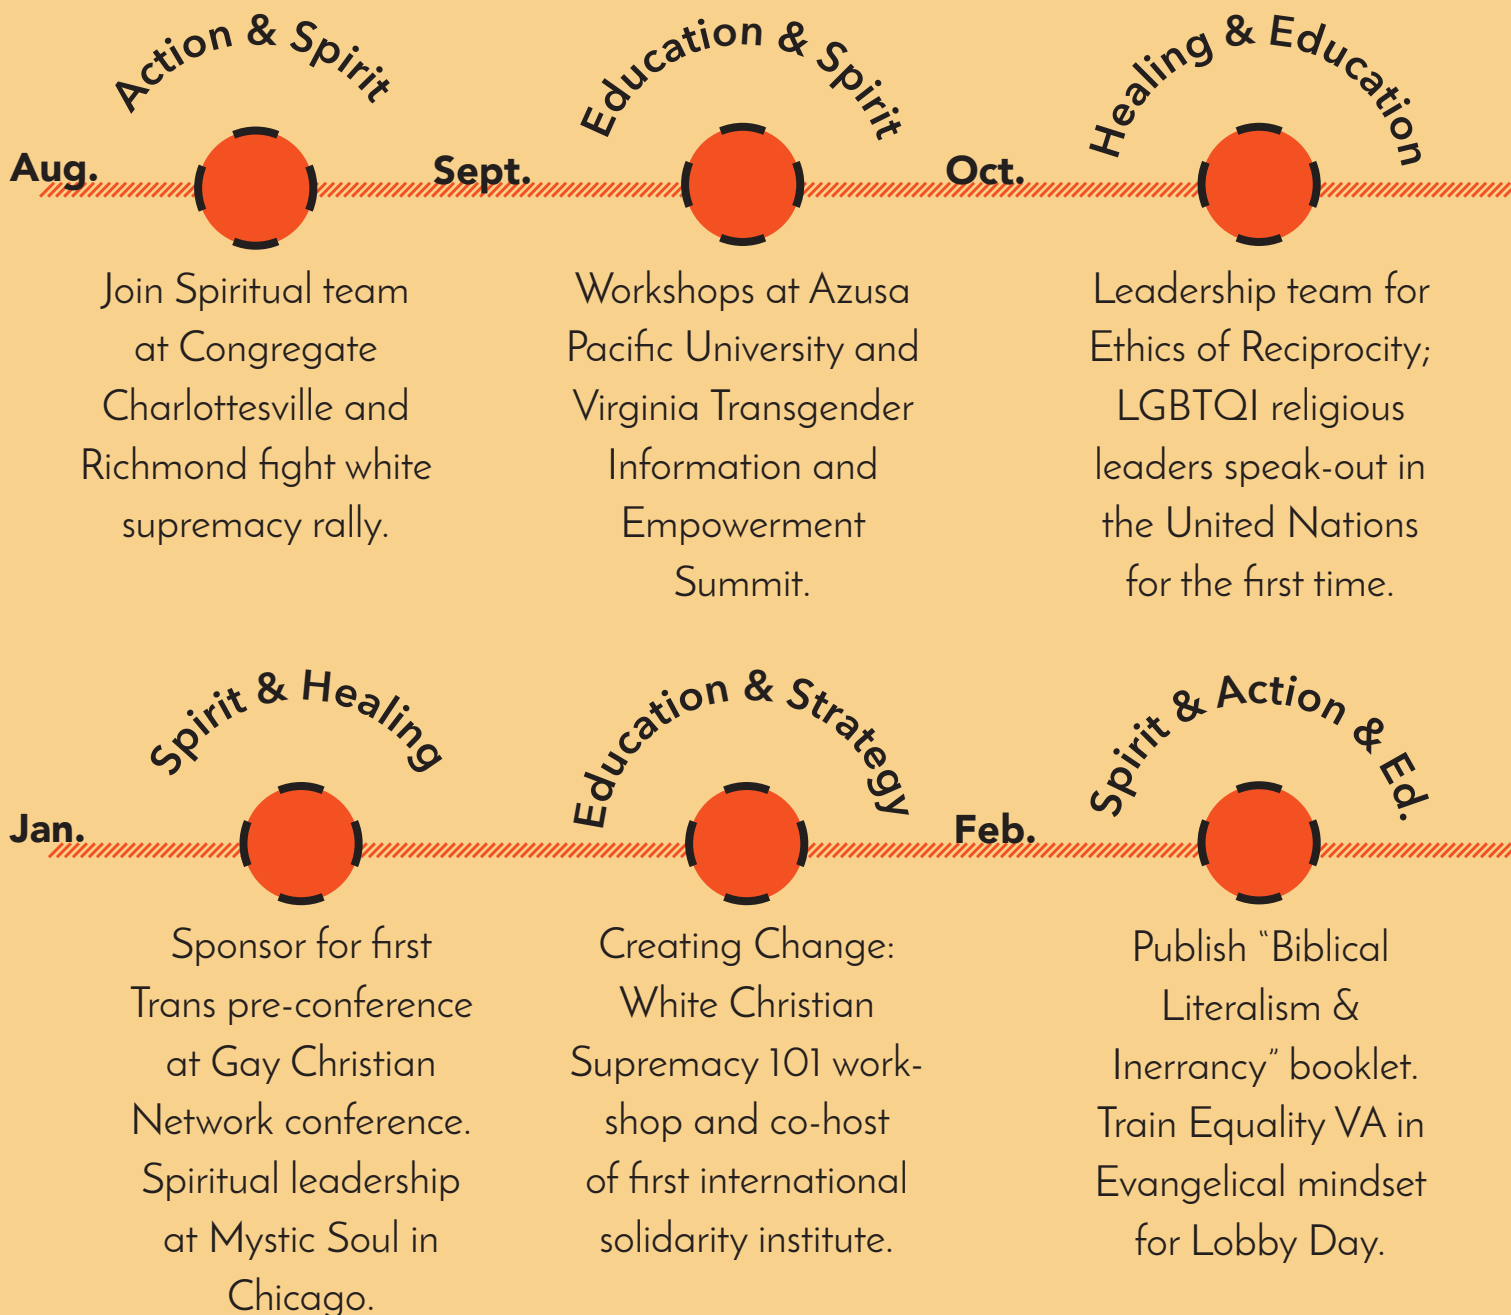 Action & Spirit
Aug.
Join Spiritual team
at Congregate
Charlottesville and
Richmond fight white
supremacy rally.
Education & Spirit
Sept.
Workshops at Azusa
Pacific University and
Virginia Transgender
Information and
Empowerment
Summit.
Healing & Education
Oct.
Leadership team for
Ethics of Reciprocity;
LGBTQI religious
leaders speak-out in
the United Nations
for the first time.
Spirit & Healing
Jan.
Sponsor for first
Trans pre-conference
at Gay Christian
Network conference.
Spiritual leadership
at Mystic Soul in
Chicago.
Education & Strategy
Creating Change:
White Christian
Supremacy 101 work-
shop and co-host
of first international
solidarity institute.
Spirit & Action & Ed.
Feb.
Publish “Biblical
Literalism &
Inerrancy” booklet.
Train Equality VA in
Evangelical mindset
for Lobby Day.